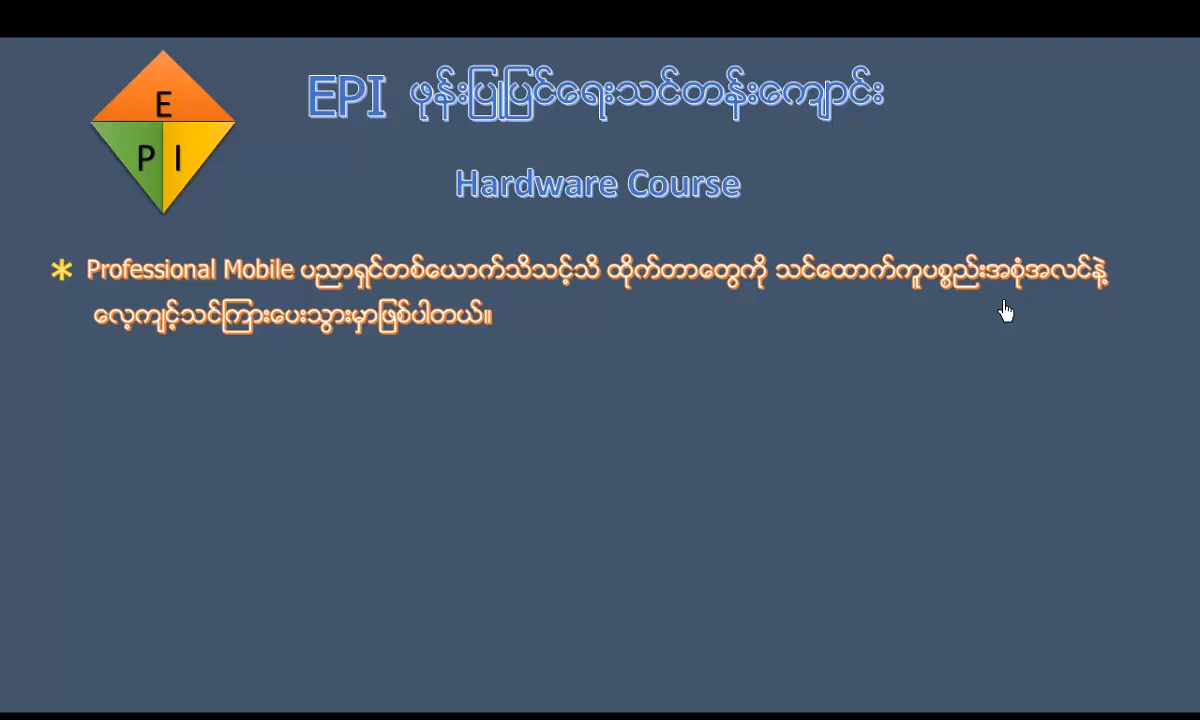 E
P I
EPI ဖုန်းပြုပြင်ရေးသင်တန်းကျောင်း
Hardware Course
* Professional Mobile ပညာရှင်တစ်ယောက်သိသင့်သိ ထိုက်တာတွေကို သင်ထောက်ကူပစ္စည်းအစုံအလင်နဲ့
လေ့ကျင့်သင်ကြားပေးသွားမှာဖြစ်ပါတယ်။